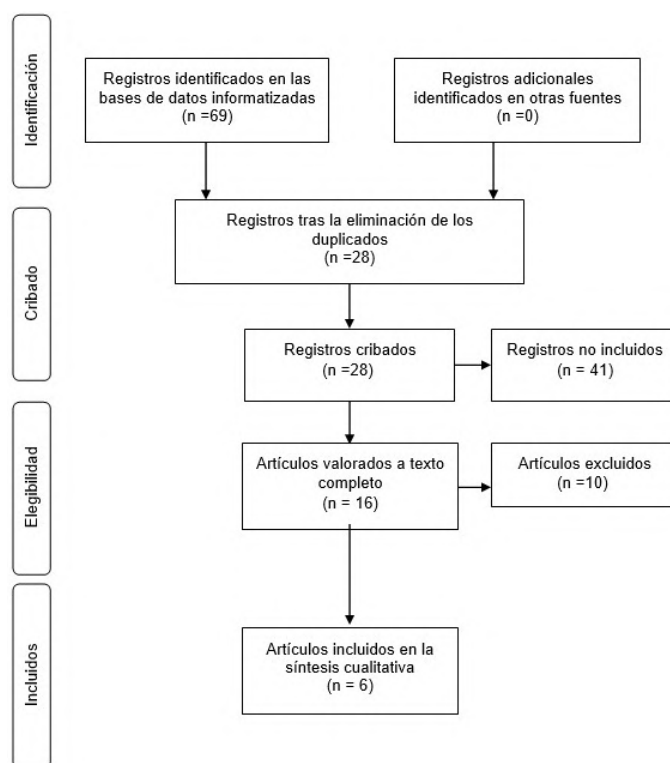 Identificación
Registros identificados en las
bases de datos informatizadas
(n =69)
Registros adicionales
identificados en otras fuentes
(n =0)
Cribado
Registros tras la eliminación de los
duplicados
(n =28)
Registros cribados
(n =28)
Registros no incluidos
(n = 41)
Elegibilidad
Artículos valorados a texto
completo
(n = 16)
Artículos excluidos
(n =10)
Incluidos
Artículos incluidos en la
síntesis cualitativa
(n = 6)